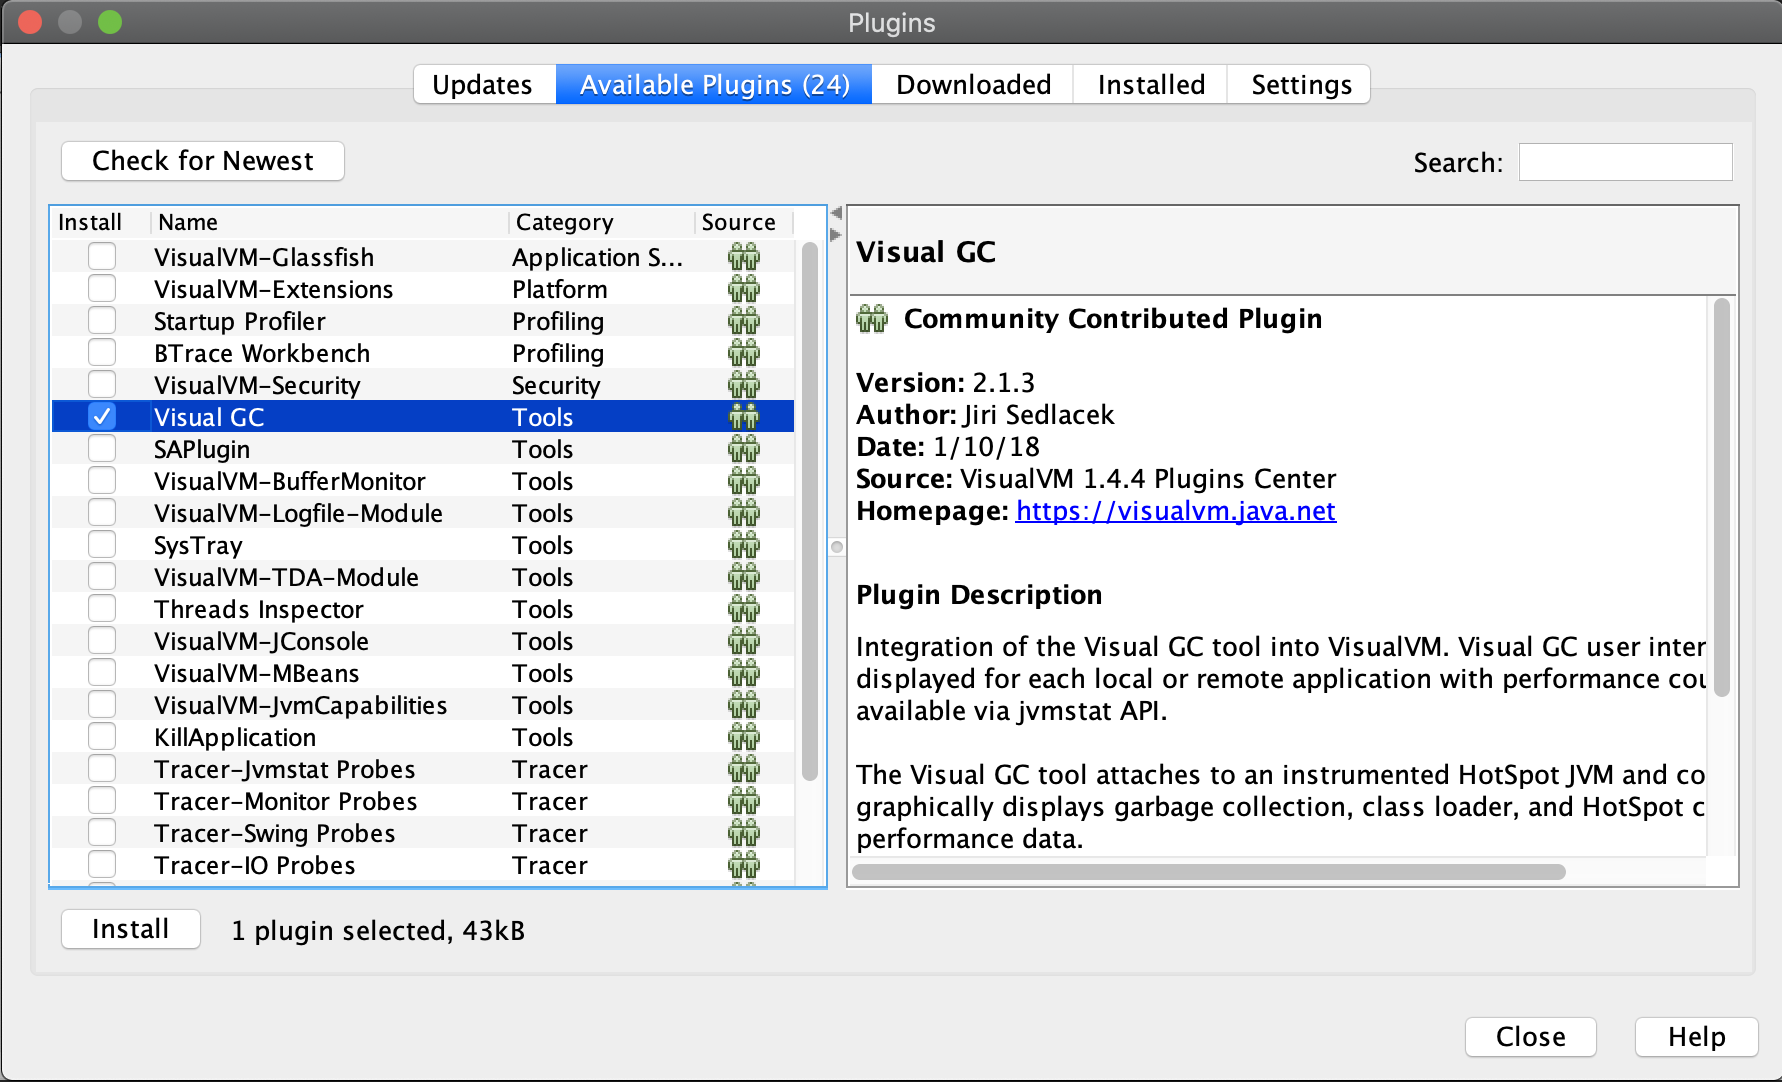 Plugins
Updates
Available Plugins (24)
Downloaded
Installed
Settings
Check for Newest
Search:
Install Name Category Source
VisualVM-Glassfish Application S...
VisualVM-Extensions Platform
Startup Profiler Profiling
BTrace Workbench Profiling
VisualVM-Security Security
Visual GC Tools
SAPlugin Tools
VisualVM-BufferMonitor Tools
VisualVM-Logfile-Module Tools
SysTray Tools
VisualVM-TDA-Module Tools
Threads Inspector Tools
VisualVM-JConsole Tools
VisualVM-MBeans Tools
VisualVM-JvmCapabilities Tools
KillApplication Tools
Tracer-Jvmstat Probes Tracer
Tracer-Monitor Probes Tracer
Tracer-Swing Probes Tracer
Tracer-IO Probes Tracer
Visual GC
Community Contributed Plugin
Version: 2.1.3
Author: Jiri Sedlacek
Date: 1/10/18
Source: VisualVM 1.4.4 Plugins Center
Homepage: https://visualvm.java.net
Plugin Description
Integration of the Visual GC tool into VisualVM. Visual GC user inter
displayed for each local or remote application with performance cou
available via jvmstat API.
The Visual GC tool attaches to an instrumented HotSpot JVM and co
graphically displays garbage collection, class loader, and HotSpot c
performance data.
Install
1 plugin selected, 43kB
Close
Help